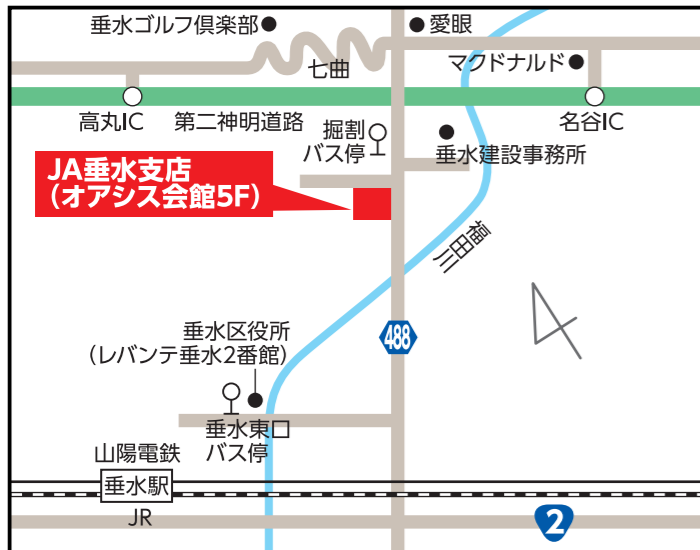 垂水ゴルフ倶楽部
愛眼
七曲
マクドナルド
高丸IC
第二神明道路
名谷IC
掘割
バス停
垂水建設事務所
JA垂水支店
(オアシス会館5F)
福田川
488
垂水区役所
(レバンテ垂水2番館)
垂水東口
バス停
山陽電鉄
垂水駅
JR
2